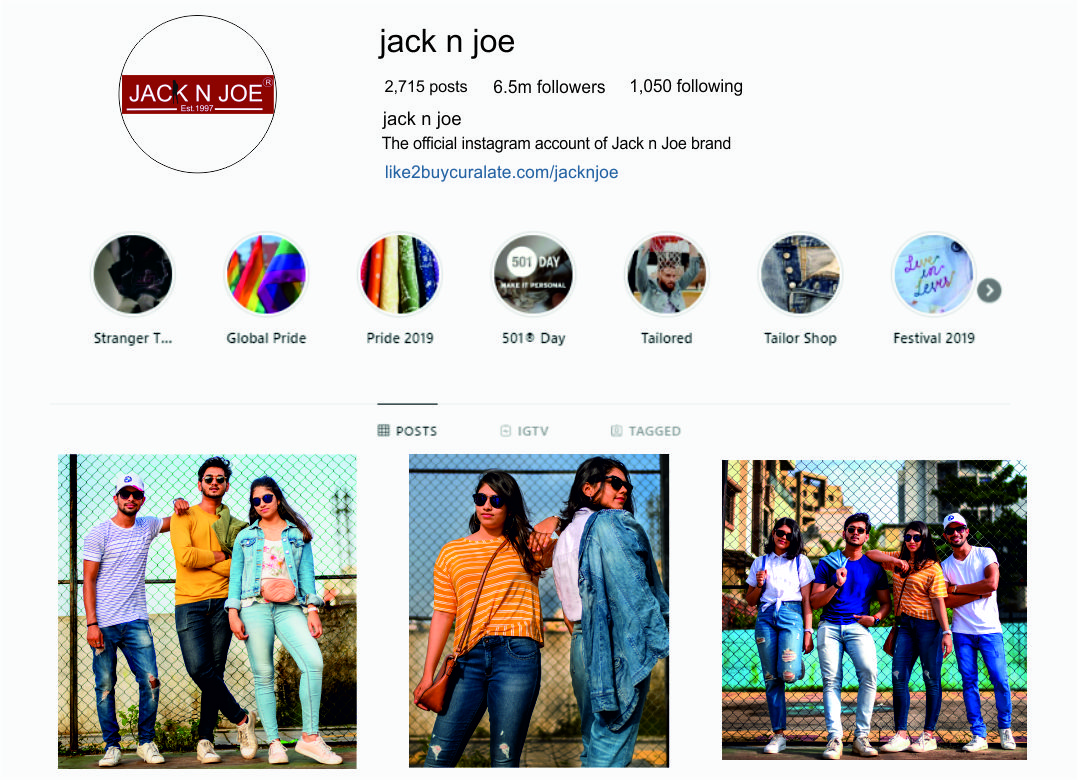 JACK N JOE ®
Est.1997
jack n joe
2,715 posts 6.5m followers 1,050 following
jack n joe
The official instagram account of Jack n Joe brand
like2buycuralate.com/jacknjoe
501 DAY
MAKE IT PERSONAL
Live
in
Levi's
Stranger T... Global Pride Pride 2019 501® Day Tailored Tailor Shop Festival 2019
POSTS IGTV TAGGED